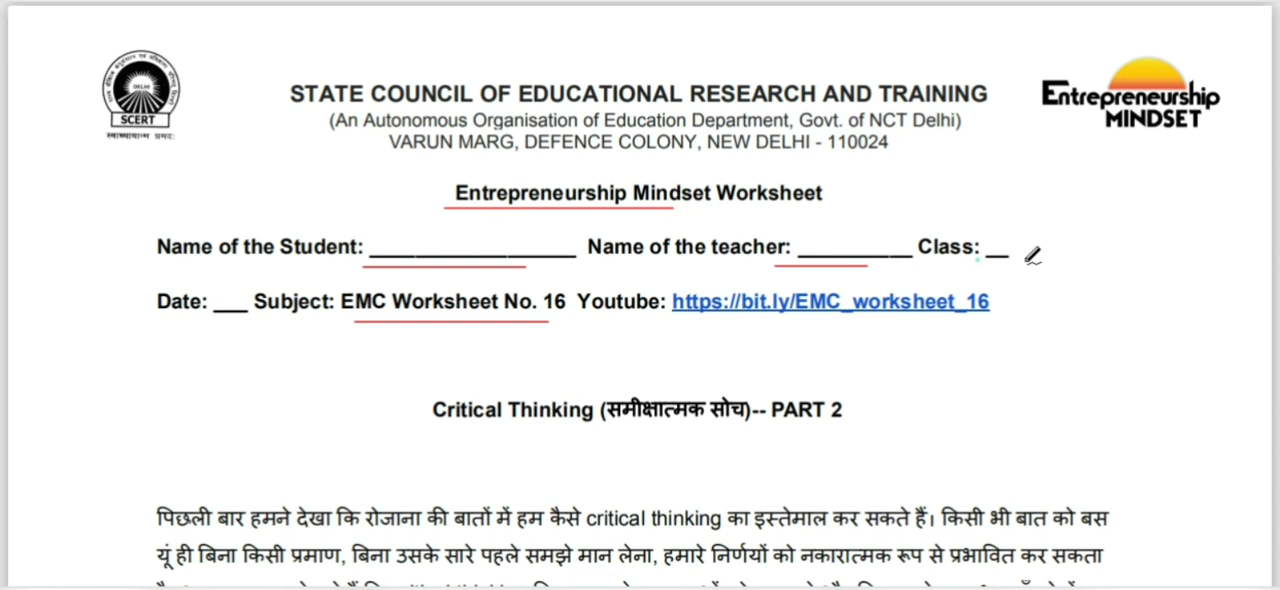 SCERT
STATE COUNCIL OF EDUCATIONAL RESEARCH AND TRAINING
(An Autonomous Organisation of Education Department, Govt. of NCT Delhi)
VARUN MARG, DEFENCE COLONY, NEW DELHI - 110024
Entrepreneurship
MINDSET
Entrepreneurship Mindset Worksheet
Name of the Student: __________________ Name of the teacher: __________ Class: __
Date: ___ Subject: EMC Worksheet No. 16 Youtube: https://bit.ly/EMC_worksheet_16
Critical Thinking (समीक्षात्मक सोच)-- PART 2
पिछली बार हमने देखा कि रोजाना की बातों में हम कैसे critical thinking का इस्तेमाल कर सकते हैं। किसी भी बात को बस
यूं ही बिना किसी प्रमाण, बिना उसके सारे पहले समझे मान लेना, हमारे निर्णयों को नकारात्मक रूप से प्रभावित कर सकता